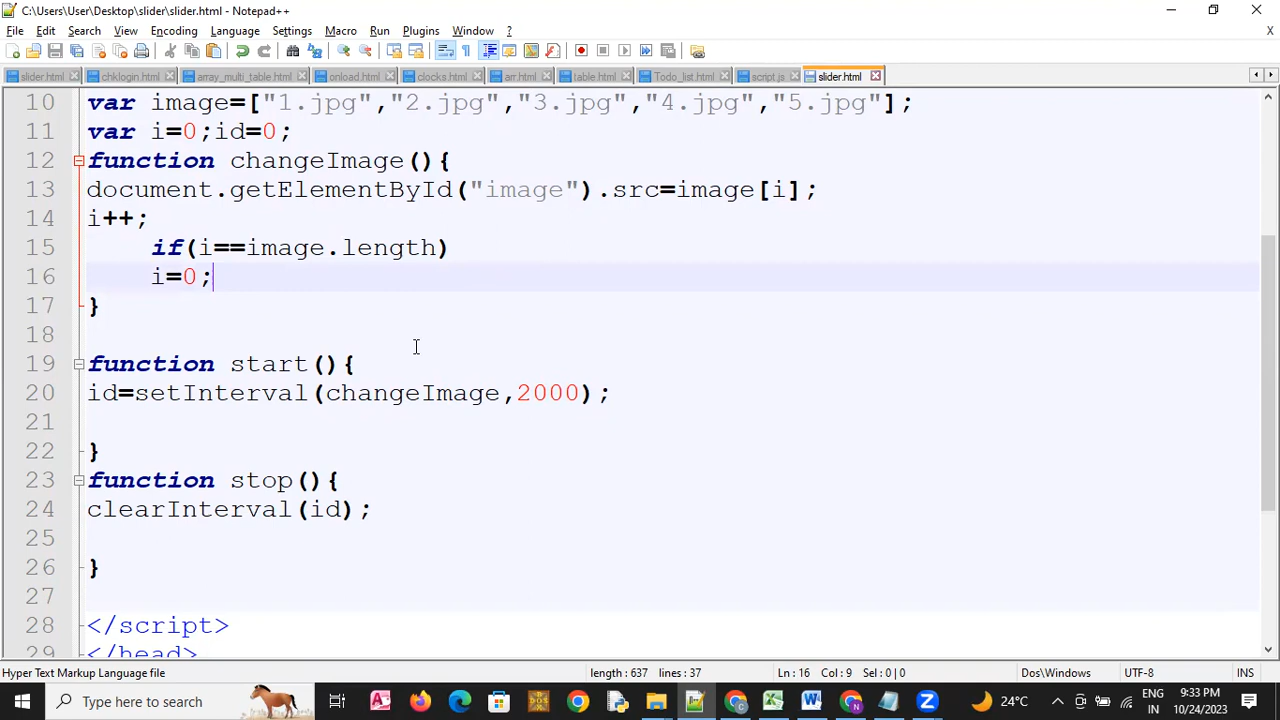 C:\Users\User\Desktop\slider\slider.html - Notepad++
File Edit Search View Encoding Language Settings Macro Run Plugins Window ? X
slider.html chklogin.html array_multi_table.html onload.html clocks.html arr.html table.html Todo_list.html script.js slider.html
10 var image=["1.jpg","2.jpg","3.jpg","4.jpg","5.jpg"];
11 var i=0;id=0;
12 function changeImage(){
13 document.getElementById("image").src=image[i];
14 i++;
15 if(i==image.length)
16 i=0;
17 }
18
19 function start(){
20 id=setInterval(changeImage,2000);
21
22 }
23 function stop(){
24 clearInterval(id);
25
26 }
27
28 </script>
29 </head>
Hyper Text Markup Language file length : 637 lines : 37 Ln : 16 Col : 9 Sel : 0 | 0 Dos\Windows UTF-8 INS
Type here to search 24°C ENG IN 9:33 PM 10/24/2023